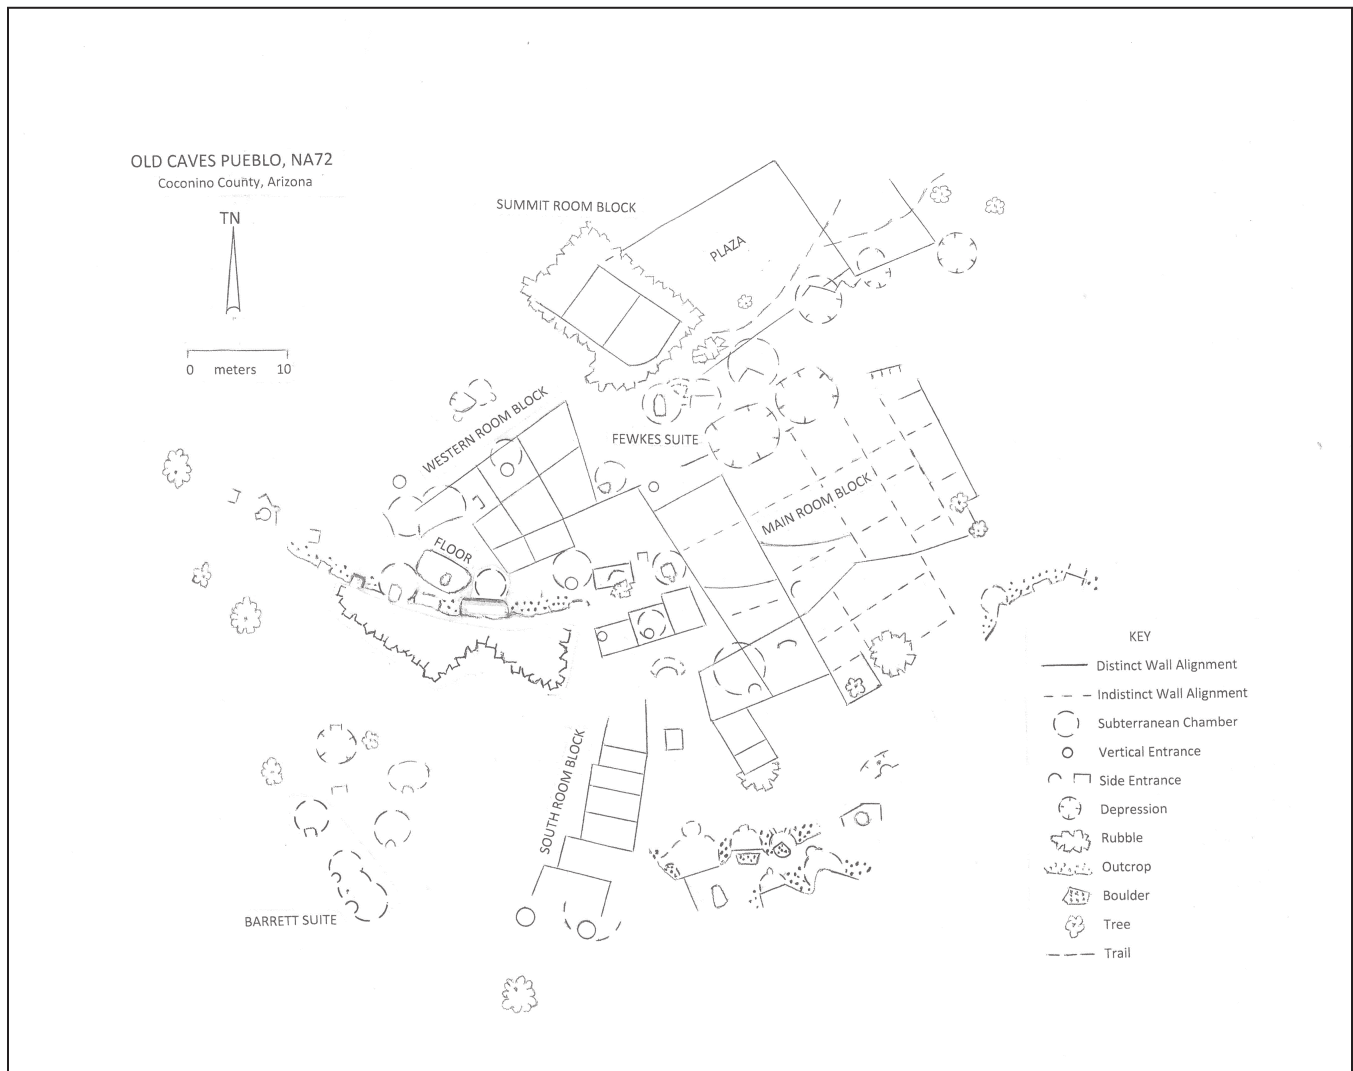 OLD CAVES PUEBLO, NA72
Coconino County, Arizona
TN
0 meters 10
SUMMIT ROOM BLOCK
PLAZA
WESTERN ROOM BLOCK
FEWKES SUITE
MAIN ROOM BLOCK
FLOOR
SOUTH ROOM BLOCK
BARRETT SUITE
KEY
Distinct Wall Alignment
Indistinct Wall Alignment
Subterranean Chamber
Vertical Entrance
Side Entrance
Depression
Rubble
Outcrop
Boulder
Tree
Trail